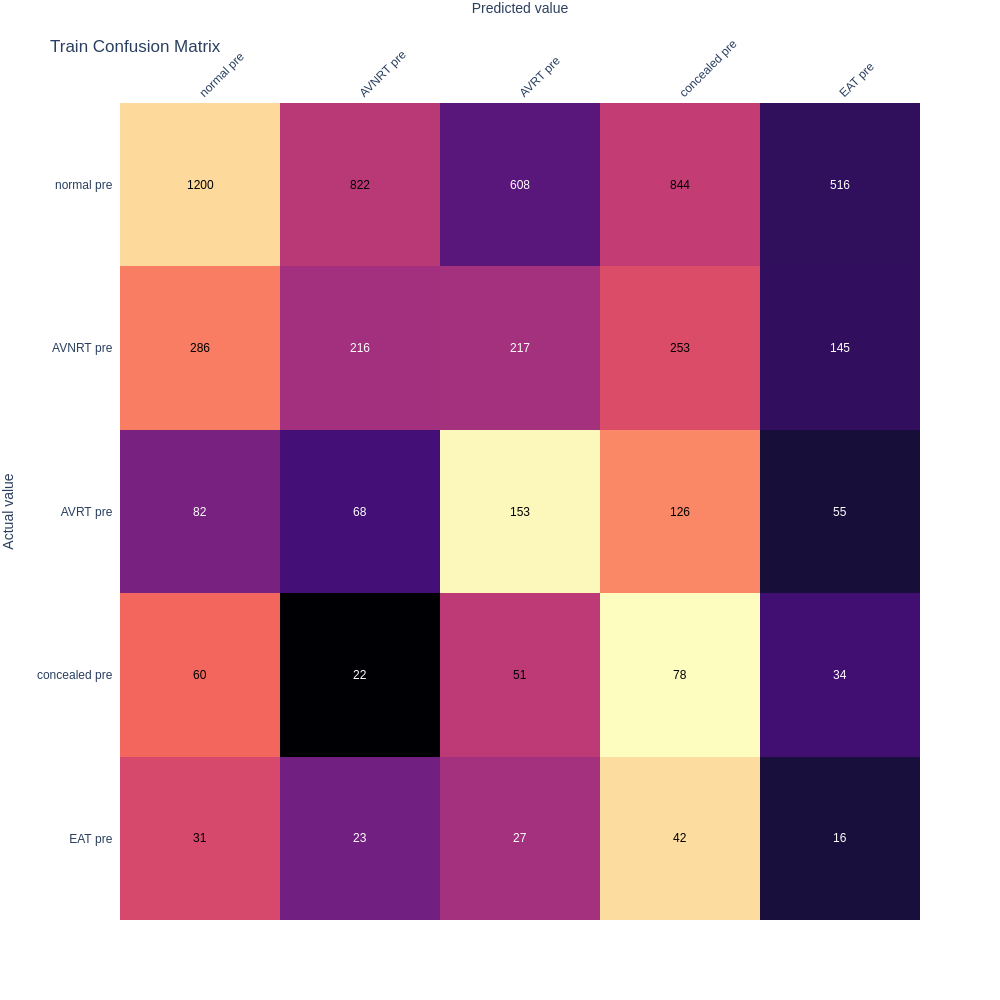 Predicted value
Train Confusion Matrix
normal pre AVNRT pre AVRT pre concealed pre EAT pre
normal pre 1200 822 608 844 516
AVNRT pre 286 216 217 253 145
Actual value
AVRT pre 82 68 153 126 55
concealed pre 60 22 51 78 34
EAT pre 31 23 27 42 16